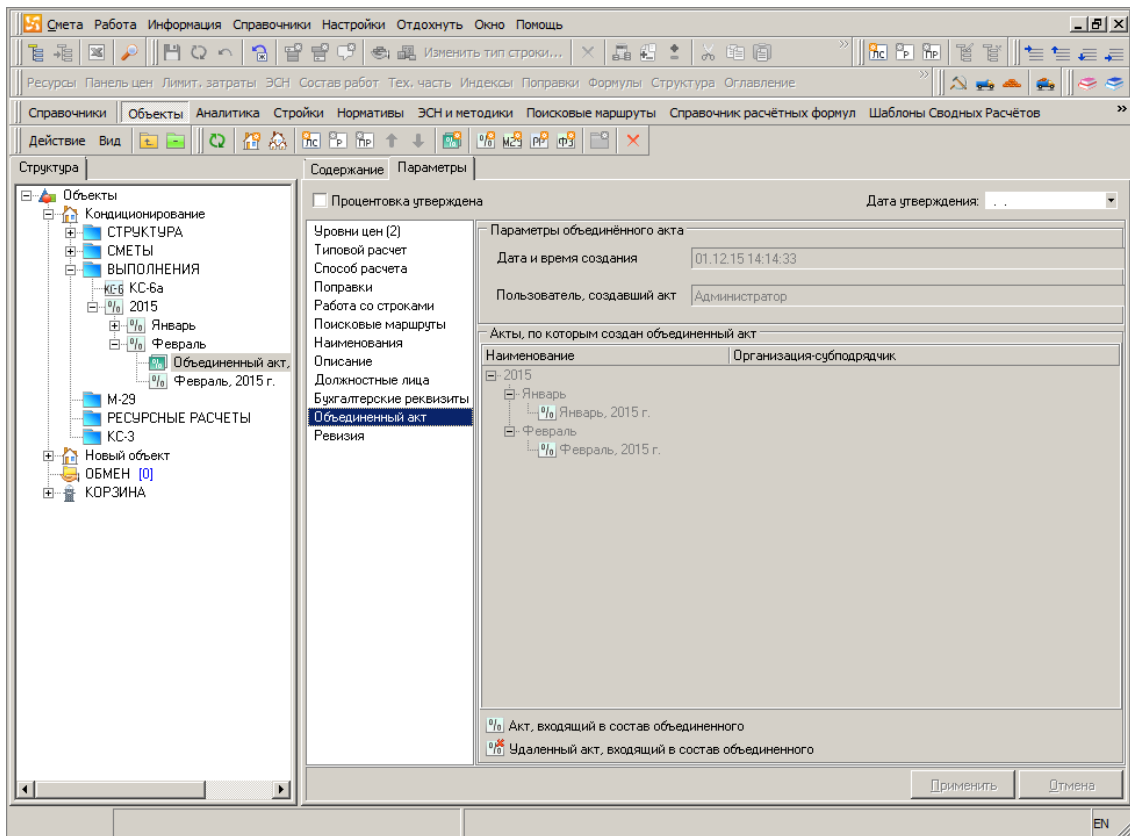 Смета Работа Информация Справочники Настройки Отдохнуть Окно Помощь
Изменить тип строки...
Ресурсы Панель цен Лимит. затраты ЭСН Состав работ Тех. часть Индексы Поправки Формулы Структура Оглавление
Справочники Объекты Аналитика Стройки Нормативы ЭСН и методики Поисковые маршруты Справочник расчётных формул Шаблоны Сводных Расчётов
Действие Вид
Структура
Содержание Параметры
Процентовка утверждена
Дата утверждения: . .
Объекты
Кондиционирование
СТРУКТУРА
СМЕТЫ
ВЫПОЛНЕНИЯ
КС-6 КС-6а
% 2015
% Январь
% Февраль
Объединенный акт,
% Февраль, 2015 г.
М-29
РЕСУРСНЫЕ РАСЧЕТЫ
КС-3
Новый объект
ОБМЕН [0]
КОРЗИНА
Уровни цен (2)
Типовой расчет
Способ расчета
Поправки
Работа со строками
Поисковые маршруты
Наименования
Описание
Должностные лица
Бухгалтерские реквизиты
Объединенный акт
Ревизия
Параметры объединённого акта
Дата и время создания 01.12.15 14:14:33
Пользователь, создавший акт Администратор
Акты, по которым создан объединенный акт
Наименование Организация-субподрядчик
2015
Январь
% Январь, 2015 г.
Февраль
% Февраль, 2015 г.
% Акт, входящий в состав объединенного
% Удаленный акт, входящий в состав объединенного
Применить Отмена
EN